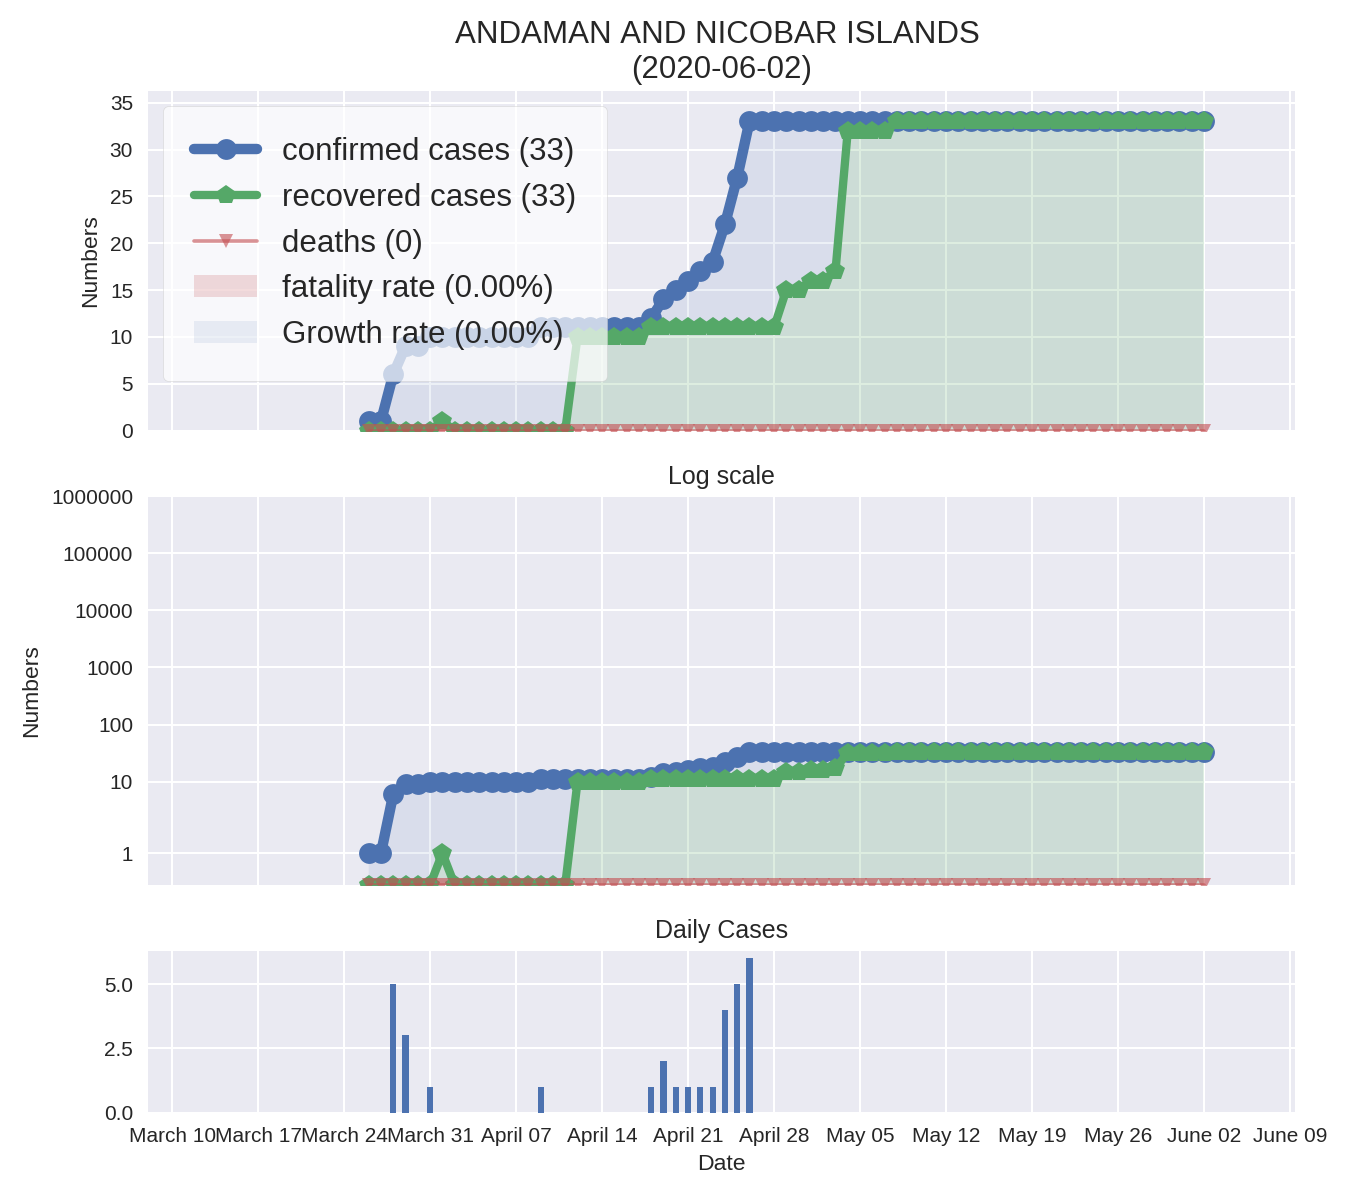 ANDAMAN AND NICOBAR ISLANDS
(2020-06-02)
35
30
25
20
15
10
5
0
Numbers
confirmed cases (33)
recovered cases (33)
deaths (0)
fatality rate (0.00%)
Growth rate (0.00%)
Log scale
1000000
100000
10000
1000
100
10
1
Numbers
Daily Cases
5.0
2.5
0.0
March 10 March 17 March 24 March 31 April 07 April 14 April 21 April 28 May 05 May 12 May 19 May 26 June 02 June 09
Date